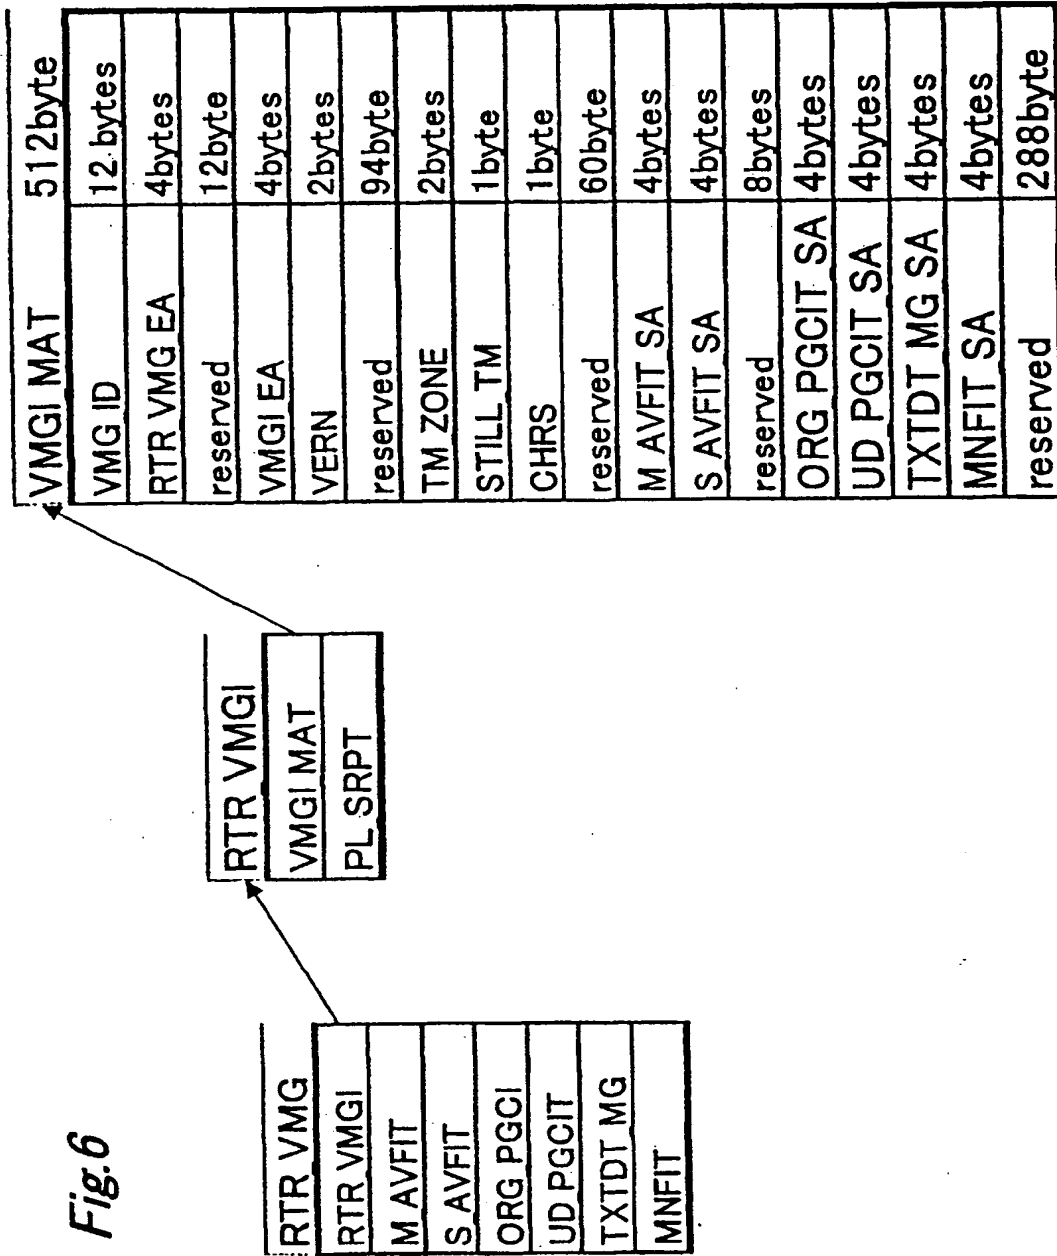 Fig.6
RTR VMG
RTR VMGI
M AVFIT
S AVFIT
ORG PGCI
UD PGCIT
TXTDT MG
MNFIT
RTR VMGI
VMGI MAT
PL SRPT
VMGI MAT 512byte
VMG ID 12 bytes
RTR VMG EA 4bytes
reserved 12byte
VMGI EA 4bytes
VERN 2bytes
reserved 94byte
TM ZONE 2bytes
STILL TM 1byte
CHRS 1byte
reserved 60byte
M AVFIT SA 4bytes
S AVFIT SA 4bytes
reserved 8bytes
ORG PGCIT SA 4bytes
UD PGCIT SA 4bytes
TXTDT MG SA 4bytes
MNFIT SA 4bytes
reserved 288byte